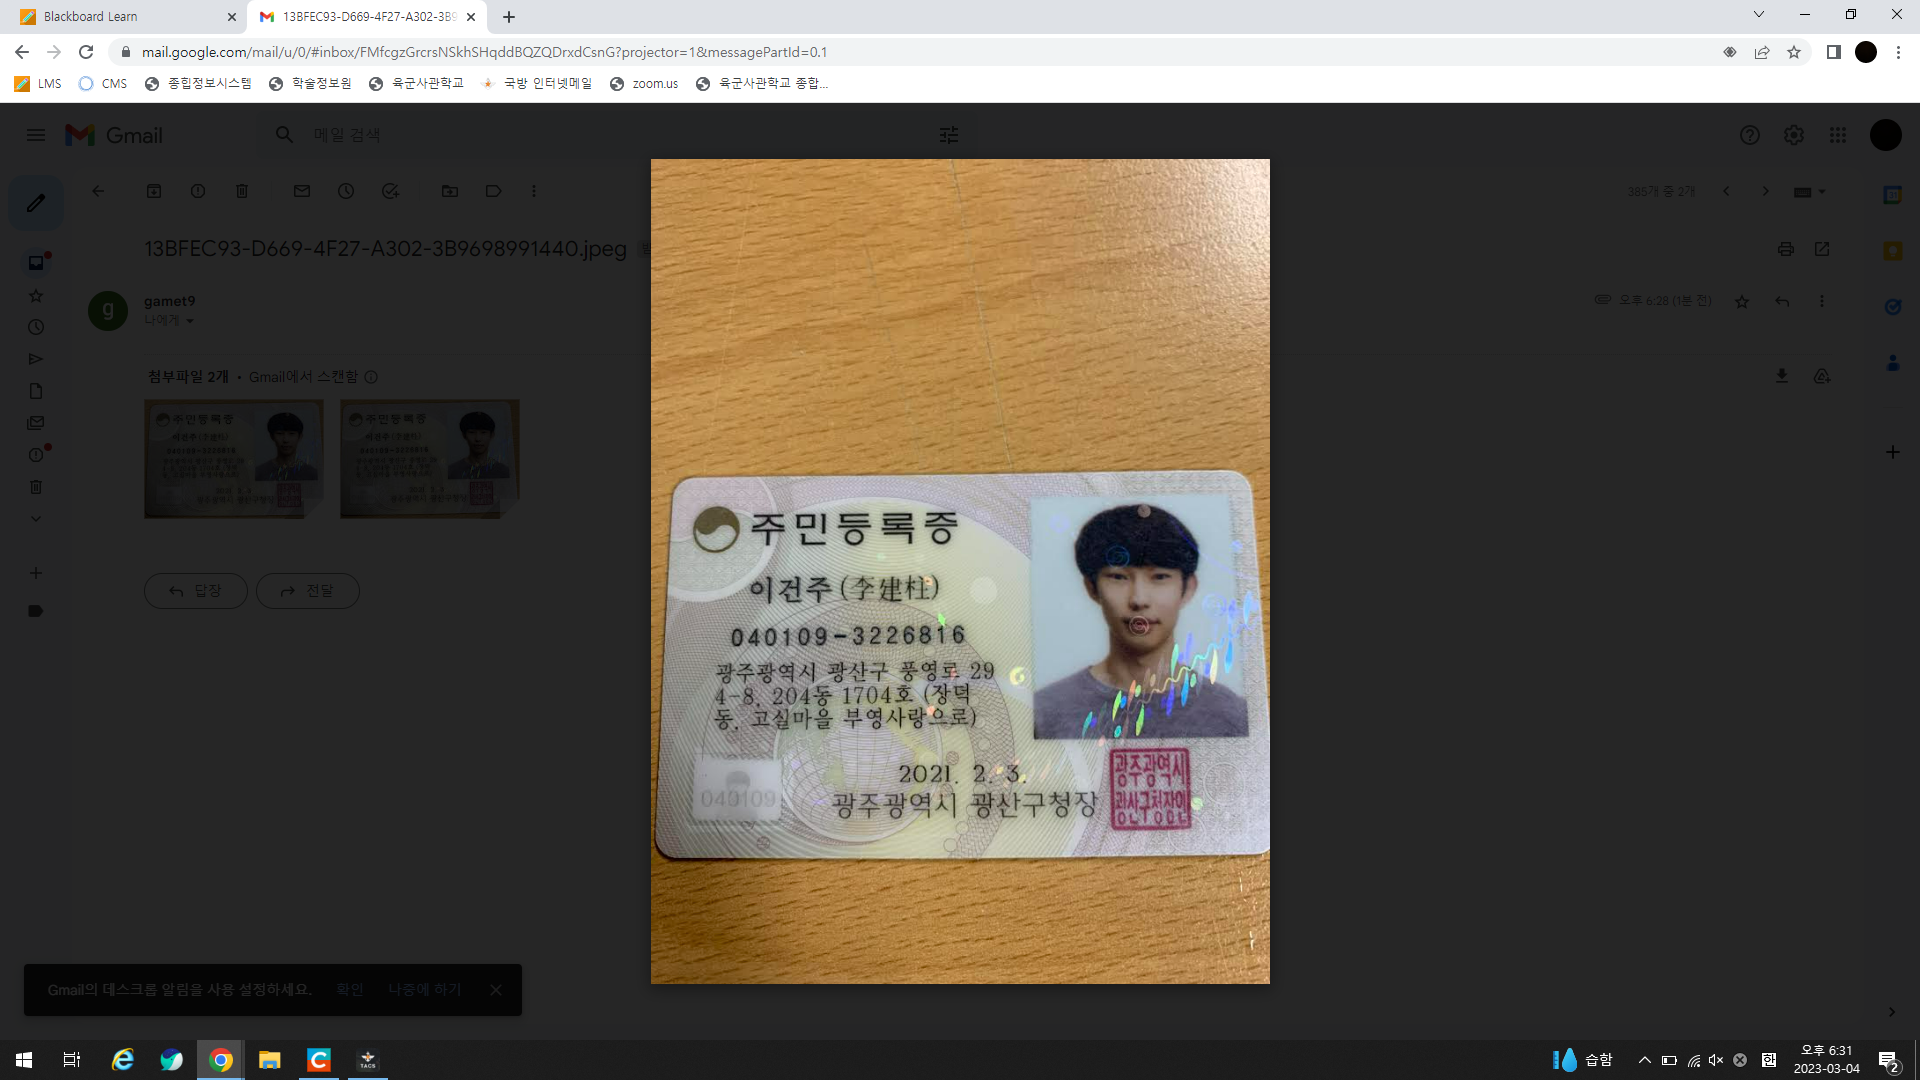 Blackboard Learn
13BFEC93-D669-4F27-A302-3B9
mail.google.com/mail/u/0/#inbox/FMfcgzGrcrsNSkhSHqddBQZQDrxdCsnG?projector=1&messagePartId=0.1
LMS
CMS
종힙정보시스템
학술정보원
육군사관학교
국방 인터넷메일
zoom.us
육군사관학교 종합...
Gmail
메일 검색
385개 중 2개
13BFEC93-D669-4F27-A302-3B9698991440.jpeg
gamet9
오후 6:28 (1분 전)
나에게
첨부파일 2개 • Gmail에서 스캔함
주민등록증
이건주(李建柱)
040109-3226816
광주광역시 광산구 풍영로 29
4-8, 204동 1704호 (장덕
동, 고실마을 부영사랑으로)
040109
2021. 2. 3.
광주광역시 광산구청장
광주광역시
답장
전달
Gmail의 데스크톱 알림을 사용 설정하세요.
확인
나중에 하기
TACS
습함
오후 6:31
2023-03-04
2